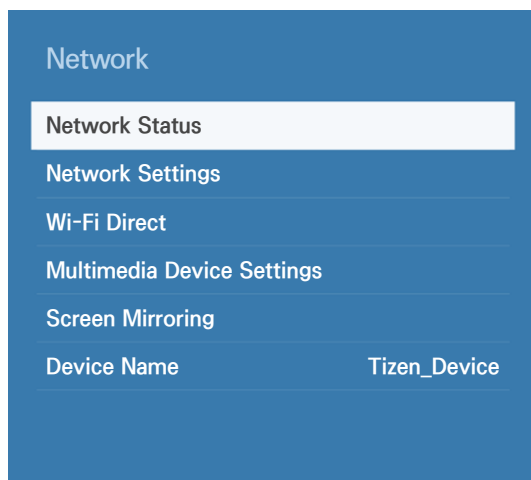 Network
Network Status
Network Settings
Wi-Fi Direct
Multimedia Device Settings
Screen Mirroring
Device Name Tizen_Device